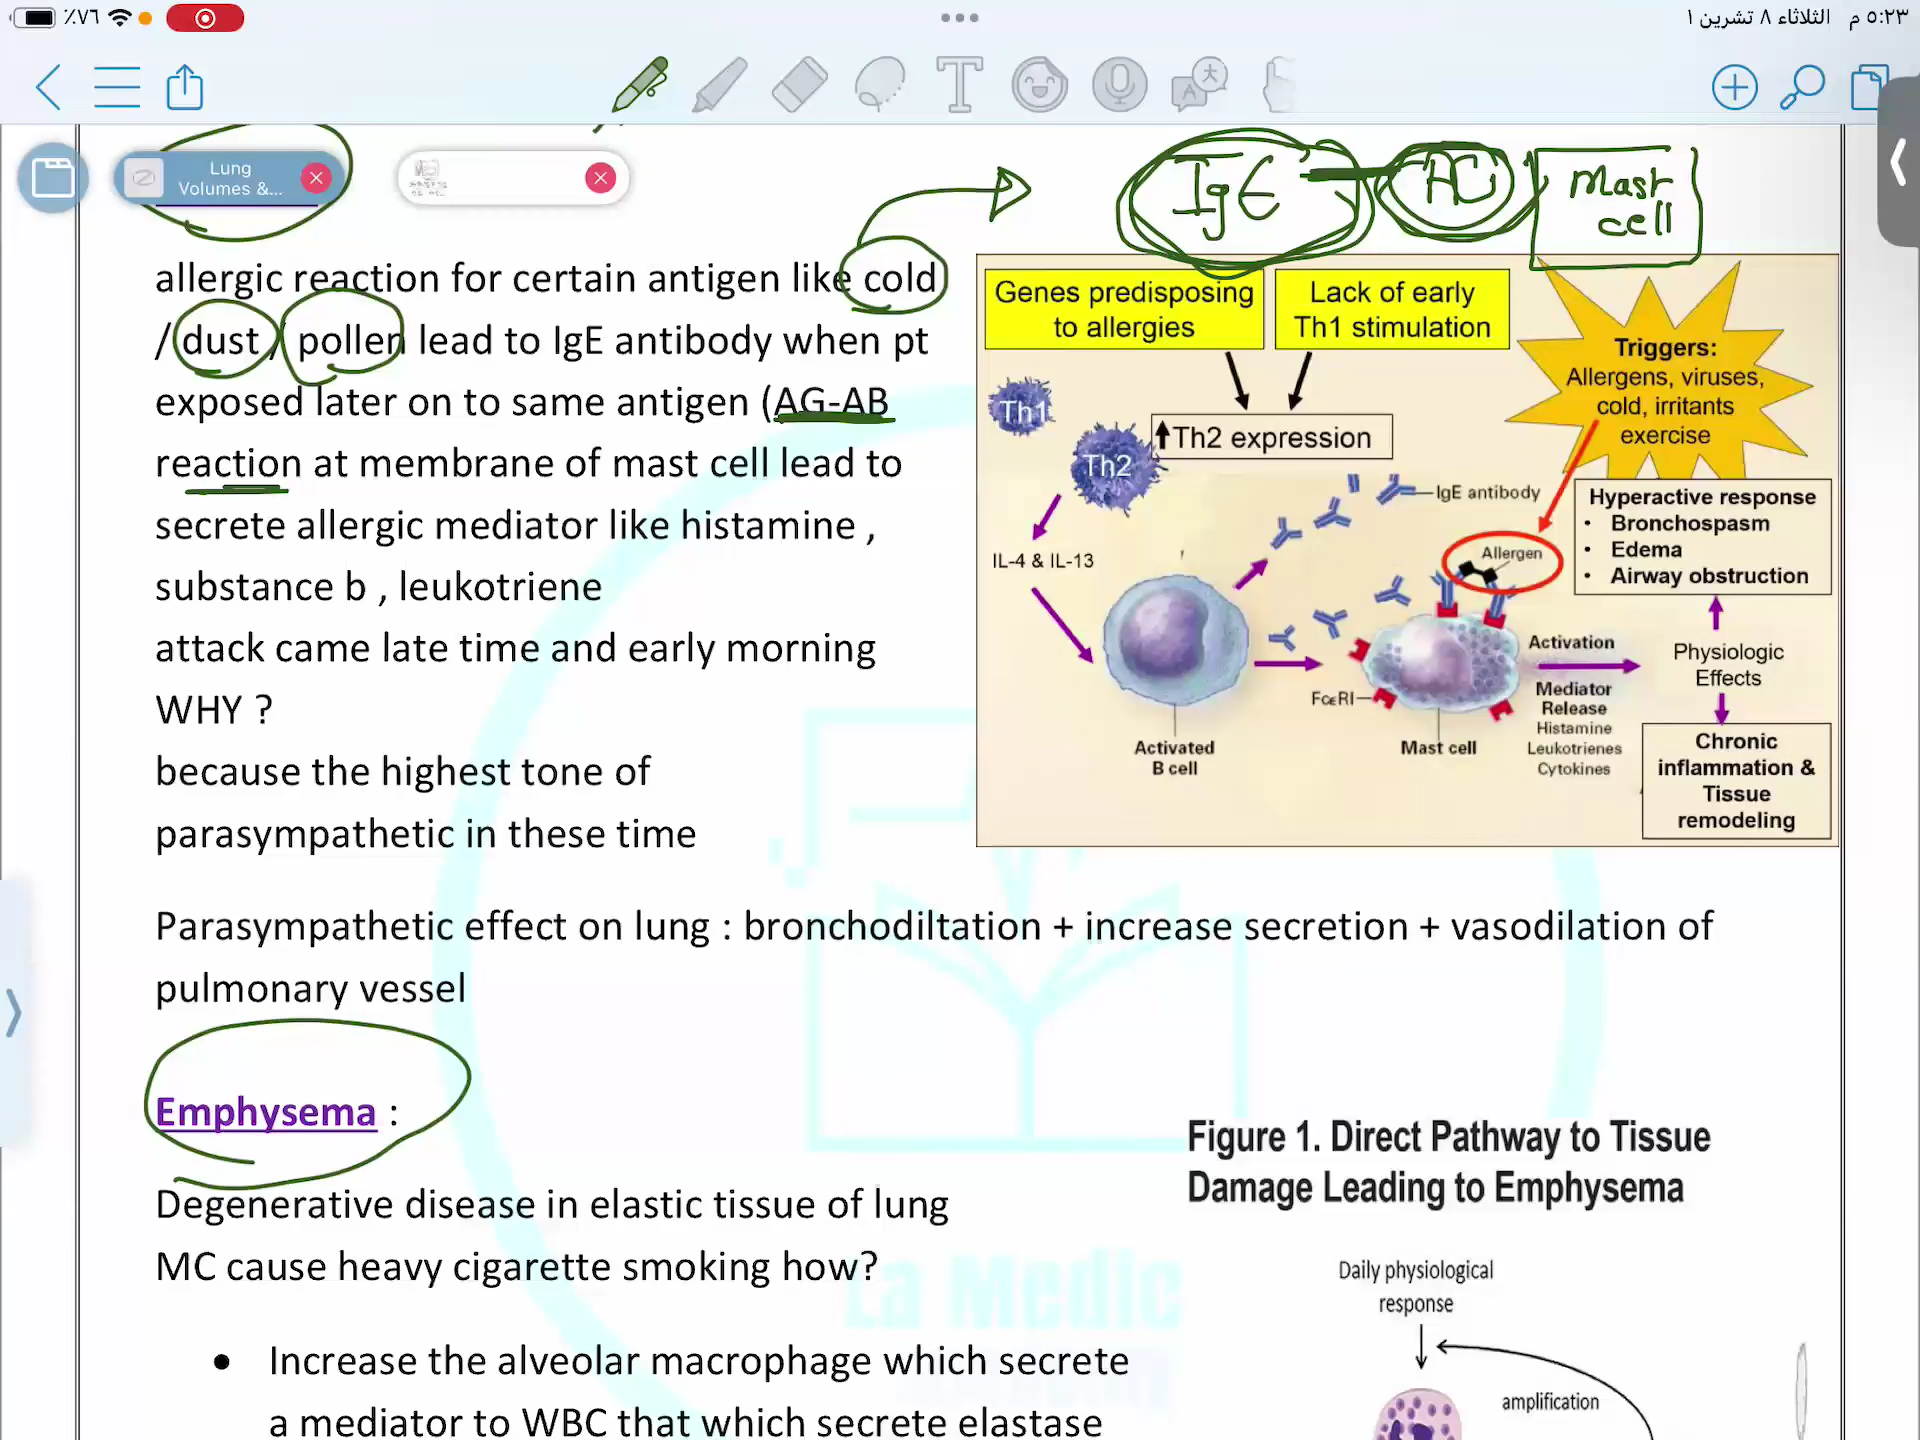 ٪٧٦
٥:٢٣ م الثلاثاء ٨ تشرين ١
Lung
Volumes &...
IgE
Mast
cell
allergic reaction for certain antigen like cold
/ dust / pollen lead to IgE antibody when pt
exposed later on to same antigen (AG-AB
reaction at membrane of mast cell lead to
secrete allergic mediator like histamine ,
substance b , leukotriene
attack came late time and early morning
WHY ?
because the highest tone of
parasympathetic in these time
Genes predisposing
to allergies
Lack of early
Th1 stimulation
Triggers:
Allergens, viruses,
cold, irritants
exercise
Th1
Th2
Th2 expression
IgE antibody
Hyperactive response
• Bronchospasm
• Edema
• Airway obstruction
Allergen
IL-4 & IL-13
Activation
Physiologic
Effects
FcεRI
Mediator
Release
Histamine
Leukotrienes
Cytokines
Activated
B cell
Mast cell
Chronic
inflammation &
Tissue
remodeling
Parasympathetic effect on lung : bronchodiltation + increase secretion + vasodilation of
pulmonary vessel
Emphysema :
Degenerative disease in elastic tissue of lung
MC cause heavy cigarette smoking how?
• Increase the alveolar macrophage which secrete
a mediator to WBC that which secrete elastase
Figure 1. Direct Pathway to Tissue
Damage Leading to Emphysema
Daily physiological
response
amplification
La Medic